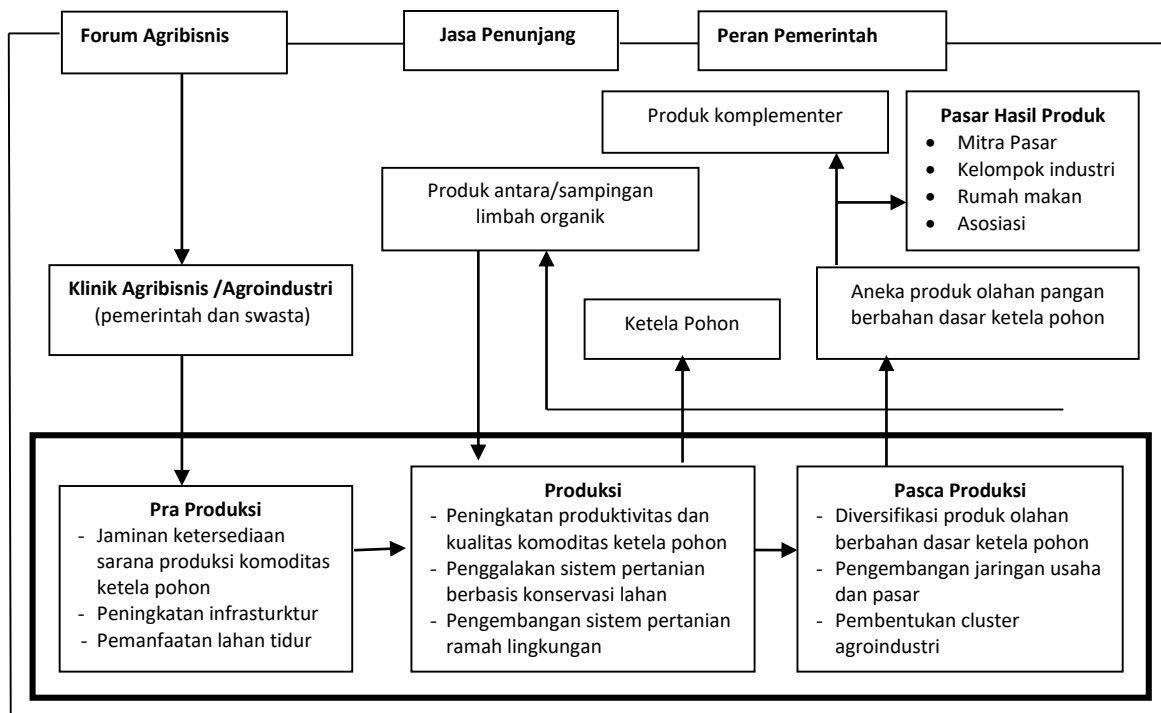 Forum Agribisnis
Jasa Penunjang
Peran Pemerintah
Produk komplementer
Pasar Hasil Produk
• Mitra Pasar
• Kelompok industri
• Rumah makan
• Asosiasi
Produk antara/sampingan
limbah organik
Klinik Agribisnis /Agroindustri
(pemerintah dan swasta)
Ketela Pohon
Aneka produk olahan pangan
berbahan dasar ketela pohon
Pra Produksi
- Jaminan ketersediaan
sarana produksi komoditas
ketela pohon
- Peningkatan infrasturktur
- Pemanfaatan lahan tidur
Produksi
- Peningkatan produktivitas dan
kualitas komoditas ketela pohon
- Penggalakan sistem pertanian
berbasis konservasi lahan
- Pengembangan sistem pertanian
ramah lingkungan
Pasca Produksi
- Diversifikasi produk olahan
berbahan dasar ketela pohon
- Pengembangan jaringan usaha
dan pasar
- Pembentukan cluster
agroindustri